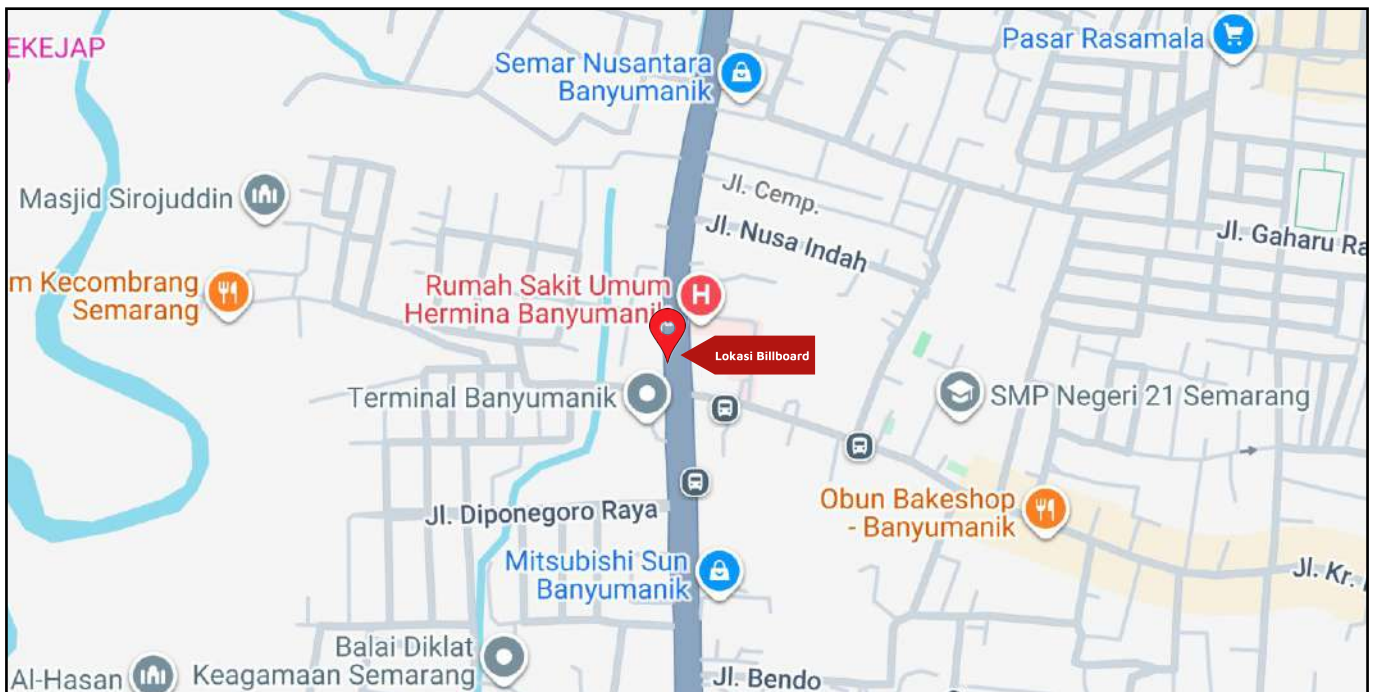 EKEJAP
Semar Nusantara
Banyumanik
Pasar Rasamala
Masjid Sirojuddin
Jl. Cemp.
Jl. Nusa Indah
Jl. Gaharu Ra
m Kecombrang
Semarang
Rumah Sakit Umum
Hermina Banyumanik
H
Lokasi Billboard
Terminal Banyumanik
SMP Negeri 21 Semarang
Jl. Diponegoro Raya
Obun Bakeshop
- Banyumanik
Mitsubishi Sun
Banyumanik
Jl. Kr.
Balai Diklat
Keagamaan Semarang
Al-Hasan
Jl. Bendo